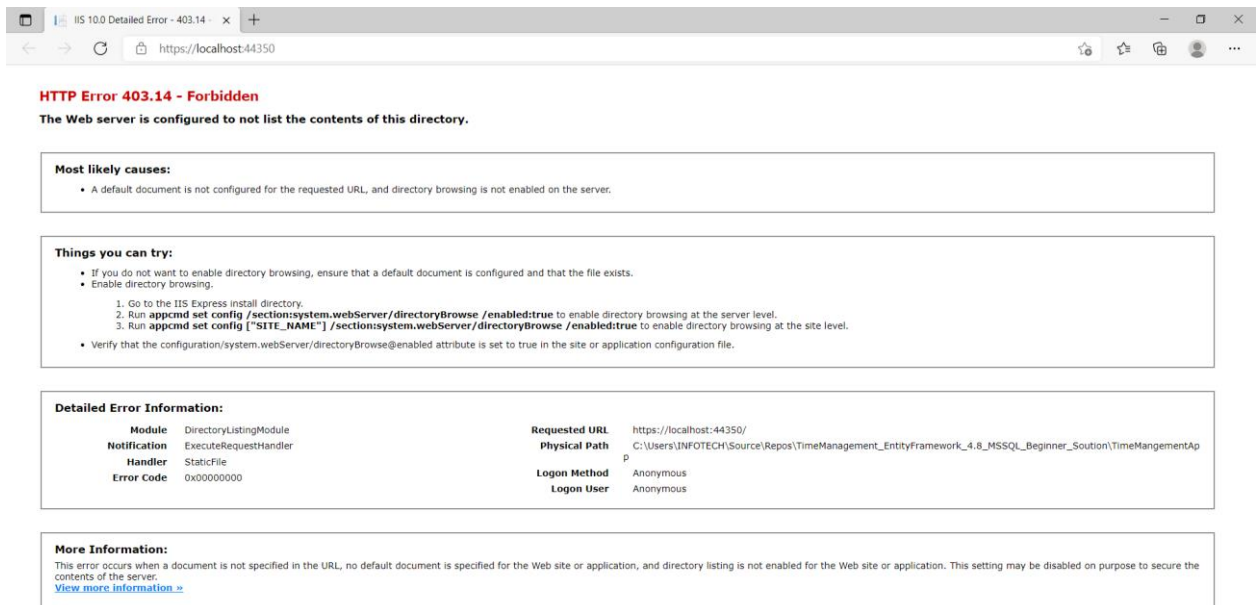 IIS 10.0 Detailed Error - 403.14 -
https://localhost:44350
HTTP Error 403.14 - Forbidden
The Web server is configured to not list the contents of this directory.
Most likely causes:
• A default document is not configured for the requested URL, and directory browsing is not enabled on the server.
Things you can try:
• If you do not want to enable directory browsing, ensure that a default document is configured and that the file exists.
• Enable directory browsing.
1. Go to the IIS Express install directory.
2. Run appcmd set config /section:system.webServer/directoryBrowse /enabled:true to enable directory browsing at the server level.
3. Run appcmd set config ["SITE_NAME"] /section:system.webServer/directoryBrowse /enabled:true to enable directory browsing at the site level.
• Verify that the configuration/system.webServer/directoryBrowse@enabled attribute is set to true in the site or application configuration file.
Detailed Error Information:
Module DirectoryListingModule
Notification ExecuteRequestHandler
Handler StaticFile
Error Code 0x00000000
Requested URL https://localhost:44350/
Physical Path C:\Users\INFOTECH\Source\Repos\TimeManagement_EntityFramework_4.8_MSSQL_Beginner_Soution\TimeMangementAp
p
Logon Method Anonymous
Logon User Anonymous
More Information:
This error occurs when a document is not specified in the URL, no default document is specified for the Web site or application, and directory listing is not enabled for the Web site or application. This setting may be disabled on purpose to secure the
contents of the server.
View more information »